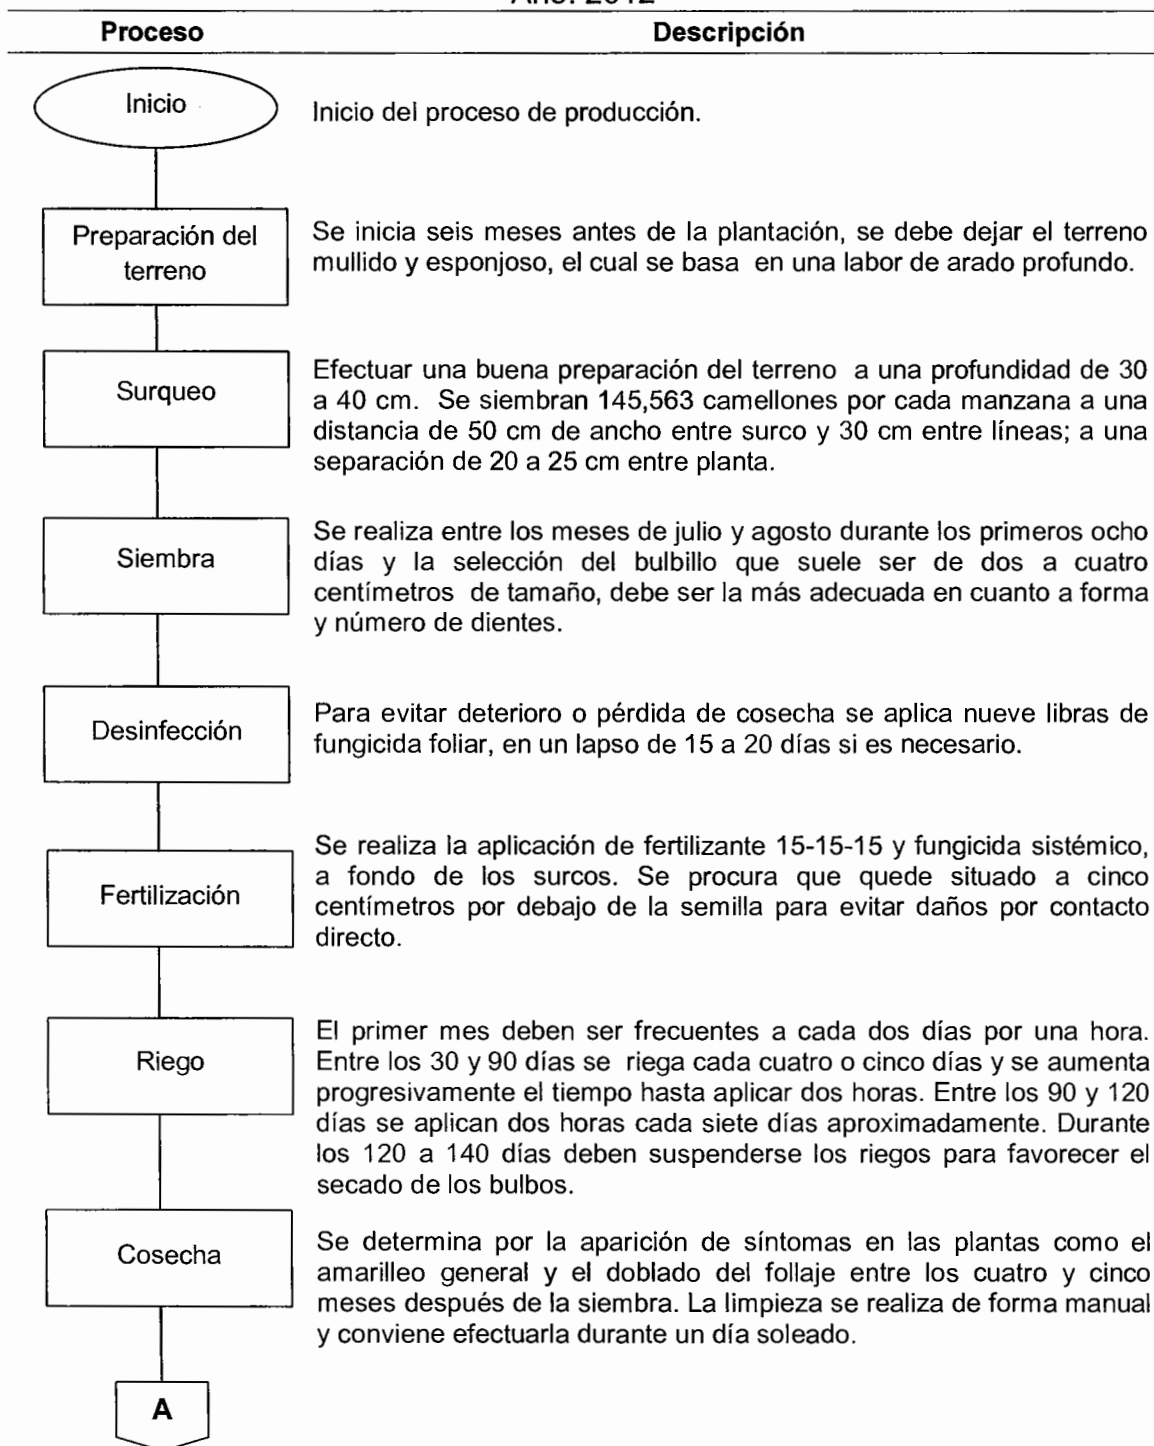 Año: 2012
Proceso
Descripción
Inicio
Inicio del proceso de producción.
Preparación del
terreno
Se inicia seis meses antes de la plantación, se debe dejar el terreno
mullido y esponjoso, el cual se basa en una labor de arado profundo.
Surqueo
Efectuar una buena preparación del terreno a una profundidad de 30
a 40 cm. Se siembran 145,563 camellones por cada manzana a una
distancia de 50 cm de ancho entre surco y 30 cm entre líneas; a una
separación de 20 a 25 cm entre planta.
Siembra
Se realiza entre los meses de julio y agosto durante los primeros ocho
días y la selección del bulbillo que suele ser de dos a cuatro
centímetros de tamaño, debe ser la más adecuada en cuanto a forma
y número de dientes.
Desinfección
Para evitar deterioro o pérdida de cosecha se aplica nueve libras de
fungicida foliar, en un lapso de 15 a 20 días si es necesario.
Fertilización
Se realiza la aplicación de fertilizante 15-15-15 y fungicida sistémico,
a fondo de los surcos. Se procura que quede situado a cinco
centímetros por debajo de la semilla para evitar daños por contacto
directo.
Riego
El primer mes deben ser frecuentes a cada dos días por una hora.
Entre los 30 y 90 días se riega cada cuatro o cinco días y se aumenta
progresivamente el tiempo hasta aplicar dos horas. Entre los 90 y 120
días se aplican dos horas cada siete días aproximadamente. Durante
los 120 a 140 días deben suspenderse los riegos para favorecer el
secado de los bulbos.
Cosecha
Se determina por la aparición de síntomas en las plantas como el
amarilleo general y el doblado del follaje entre los cuatro y cinco
meses después de la siembra. La limpieza se realiza de forma manual
y conviene efectuarla durante un día soleado.
A